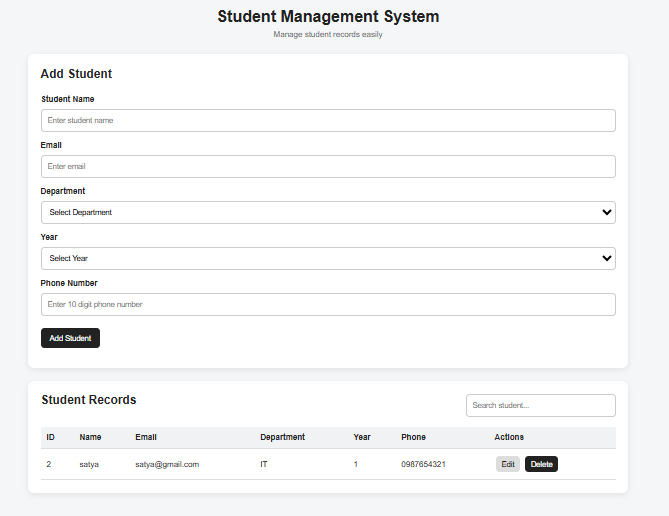 Student Management System
Manage student records easily
Add Student
Student Name
Enter student name
Email
Enter email
Department
Select Department
Year
Select Year
Phone Number
Enter 10 digit phone number
Add Student
Student Records
Search student...
ID Name Email Department Year Phone Actions
2 satya satya@gmail.com IT 1 0987654321 Edit Delete